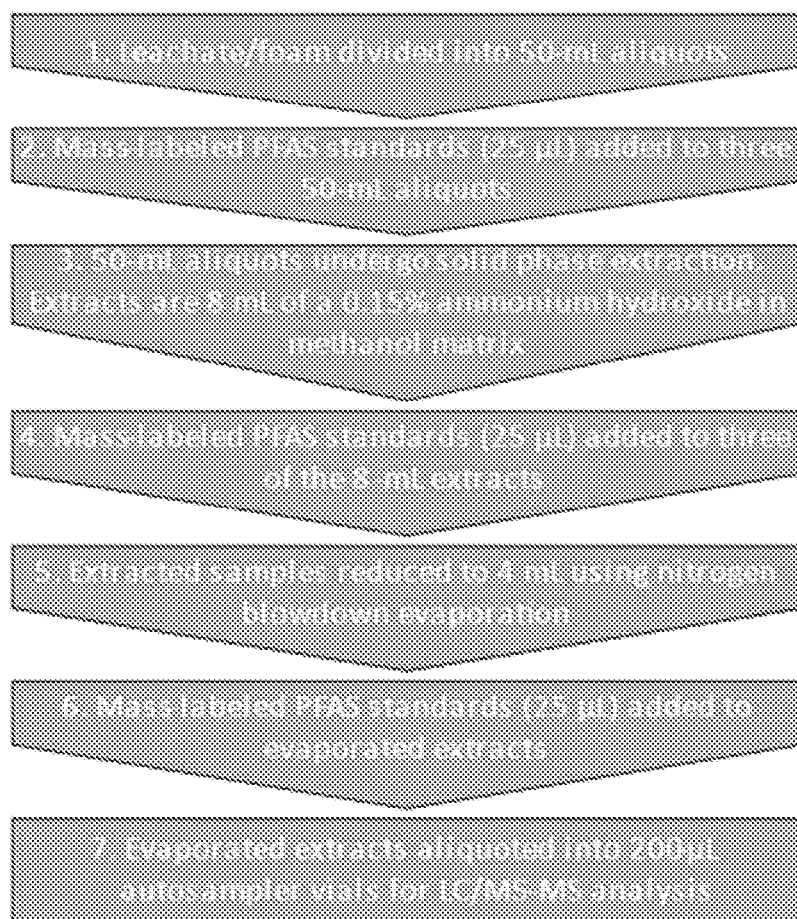 1. Leachate/foam divided into 50-mL aliquots
2. Mass-labeled PFAS standards (25 µL) added to three
50-mL aliquots
3. 50-mL aliquots undergo solid phase extraction
Extracts are 8 mL of a 0.15% ammonium hydroxide in
methanol matrix
4. Mass-labeled PFAS standards (25 µL) added to three
of the 8-mL extracts
5. Extracted samples reduced to 4 mL using nitrogen
blowdown evaporation
6. Mass-labeled PFAS standards (25 µL) added to
evaporated extracts
7. Evaporated extracts aliquoted into 200µL
autosampler vials for LC/MS-MS analysis